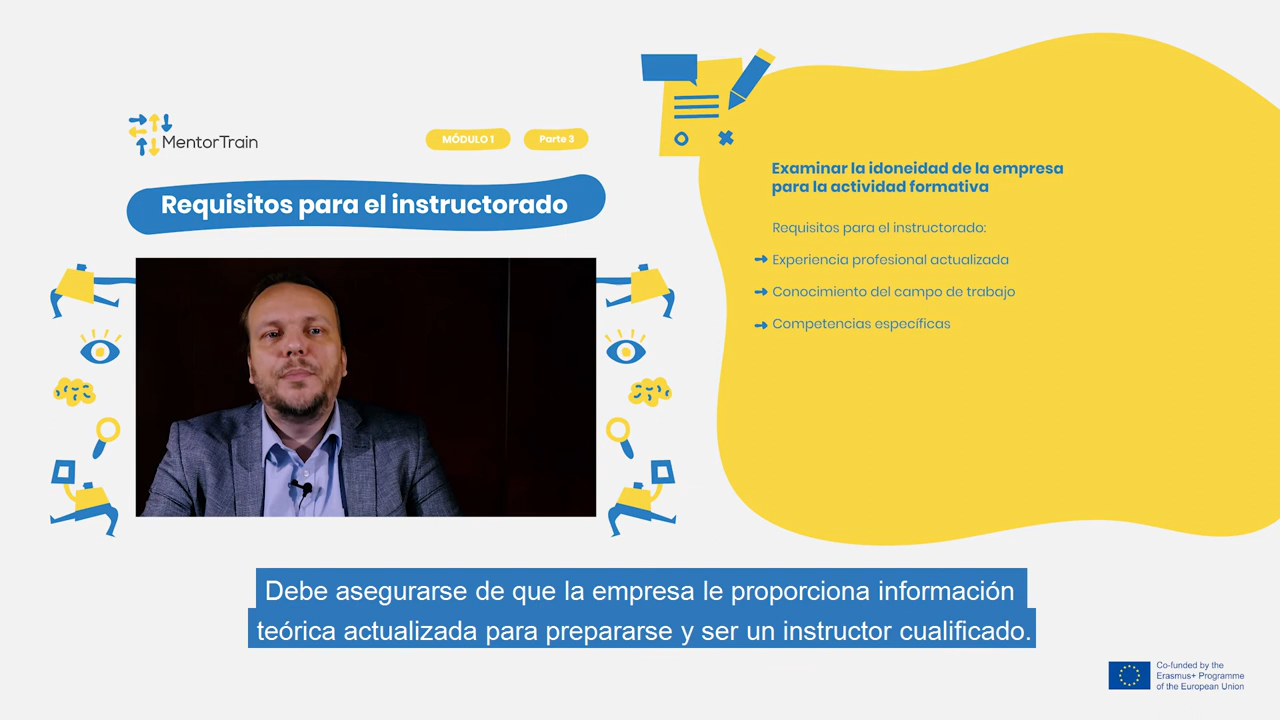 MentorTrain
MÓDULO 1
Parte 3
Requisitos para el instructorado
Examinar la idoneidad de la empresa
para la actividad formativa
Requisitos para el instructorado:
Experiencia profesional actualizada
Conocimiento del campo de trabajo
Competencias específicas
Debe asegurarse de que la empresa le proporciona información
teórica actualizada para prepararse y ser un instructor cualificado.
Co-funded by the
Erasmus+ Programme
of the European Union